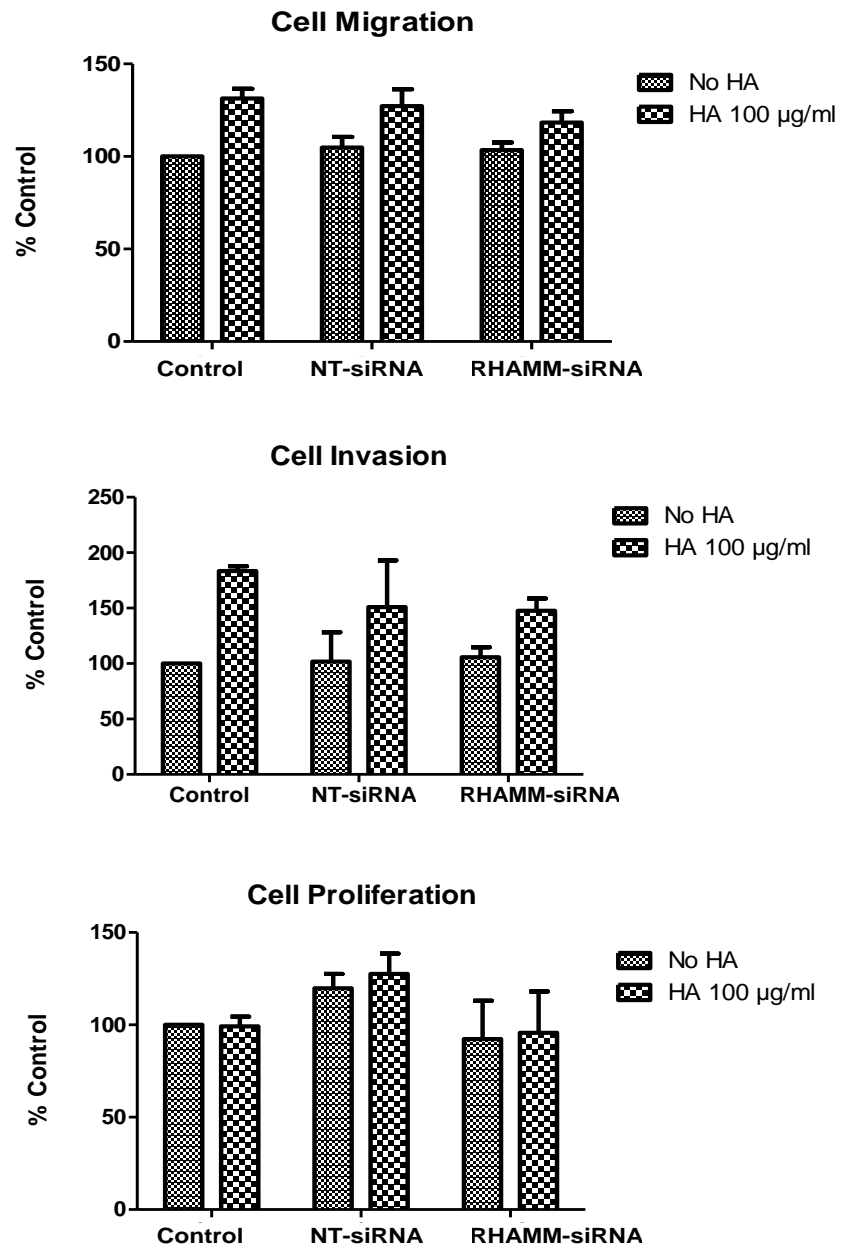 Cell Migration
150
100
50
0
% Control
Control NT-siRNA RHAMM-siRNA
No HA
HA 100 µg/ml
Cell Invasion
250
200
150
100
50
0
% Control
Control NT-siRNA RHAMM-siRNA
No HA
HA 100 µg/ml
Cell Proliferation
150
100
50
0
% Control
Control NT-siRNA RHAMM-siRNA
No HA
HA 100 µg/ml